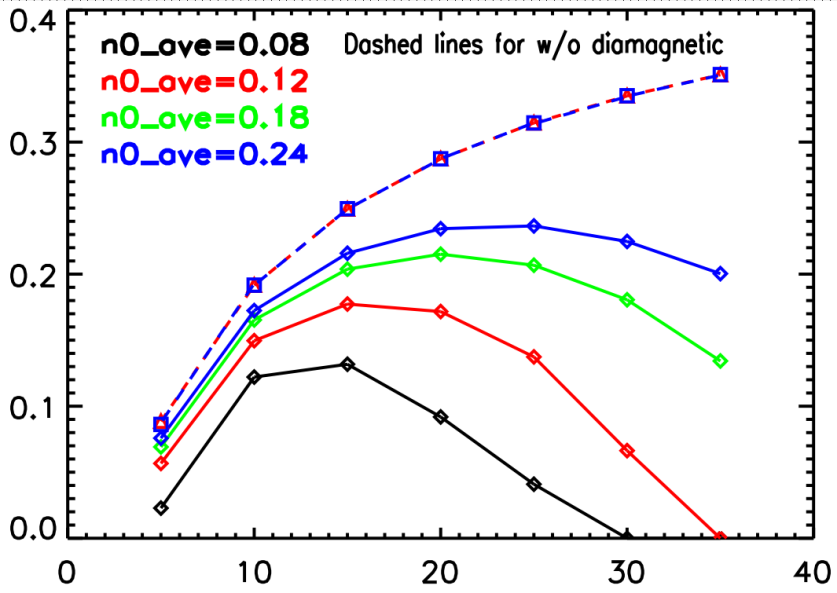 0.4
n0_ave=0.08 Dashed lines for w/o diamagnetic
n0_ave=0.12
n0_ave=0.18
n0_ave=0.24
0.3
0.2
0.1
0.0
0 10 20 30 40